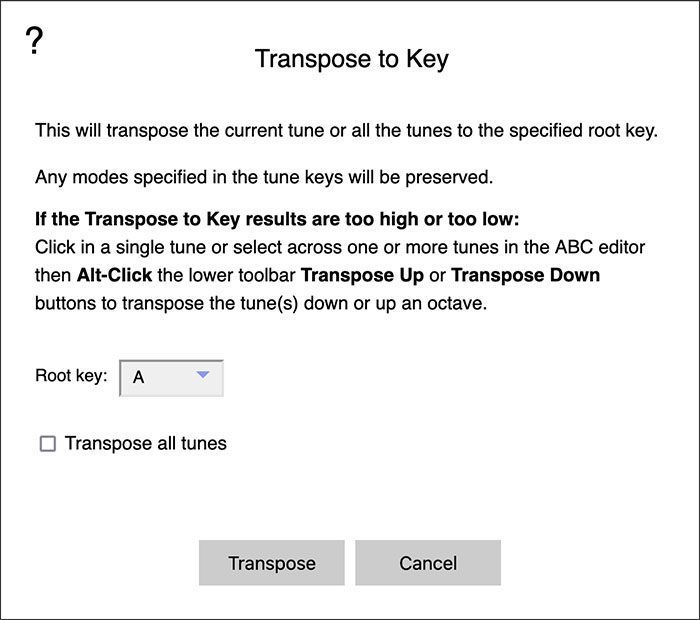 ?
Transpose to Key
This will transpose the current tune or all the tunes to the specified root key.
Any modes specified in the tune keys will be preserved.
If the Transpose to Key results are too high or too low:
Click in a single tune or select across one or more tunes in the ABC editor
then Alt-Click the lower toolbar Transpose Up or Transpose Down
buttons to transpose the tune(s) down or up an octave.
Root key: A
Transpose all tunes
Transpose Cancel